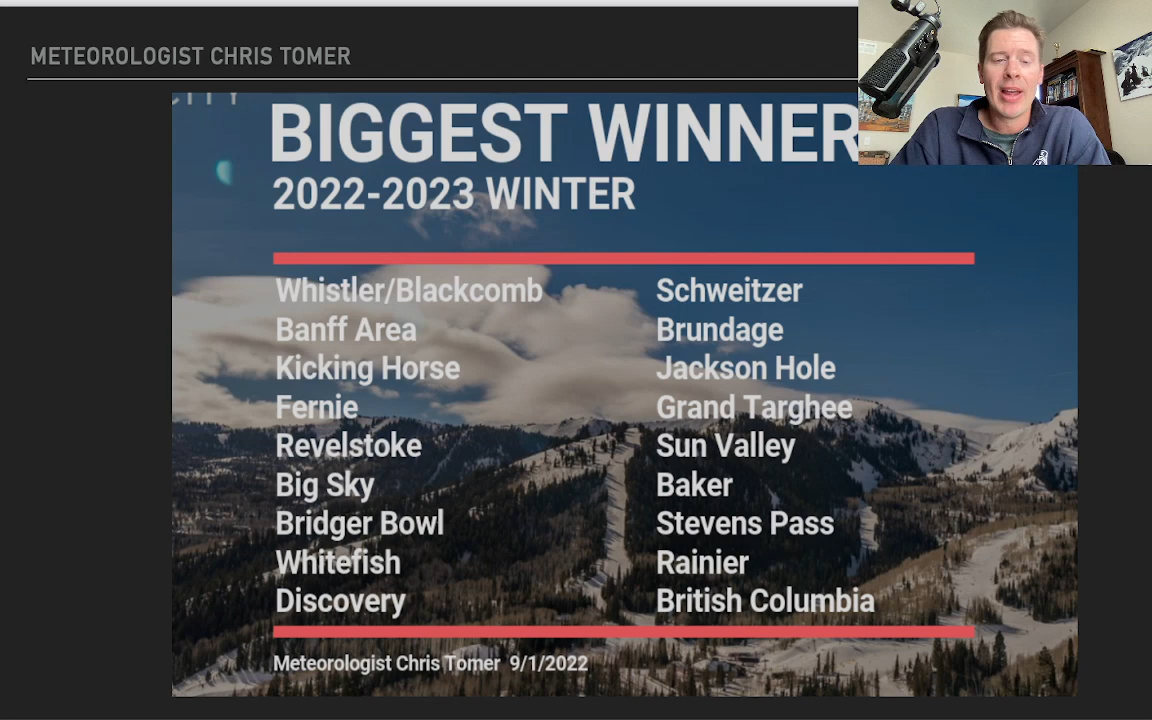 METEOROLOGIST CHRIS TOMER
BIGGEST WINNER
2022-2023 WINTER
Whistler/Blackcomb
Banff Area
Kicking Horse
Fernie
Revelstoke
Big Sky
Bridger Bowl
Whitefish
Discovery
Schweitzer
Brundage
Jackson Hole
Grand Targhee
Sun Valley
Baker
Stevens Pass
Rainier
British Columbia
Meteorologist Chris Tomer 9/1/2022